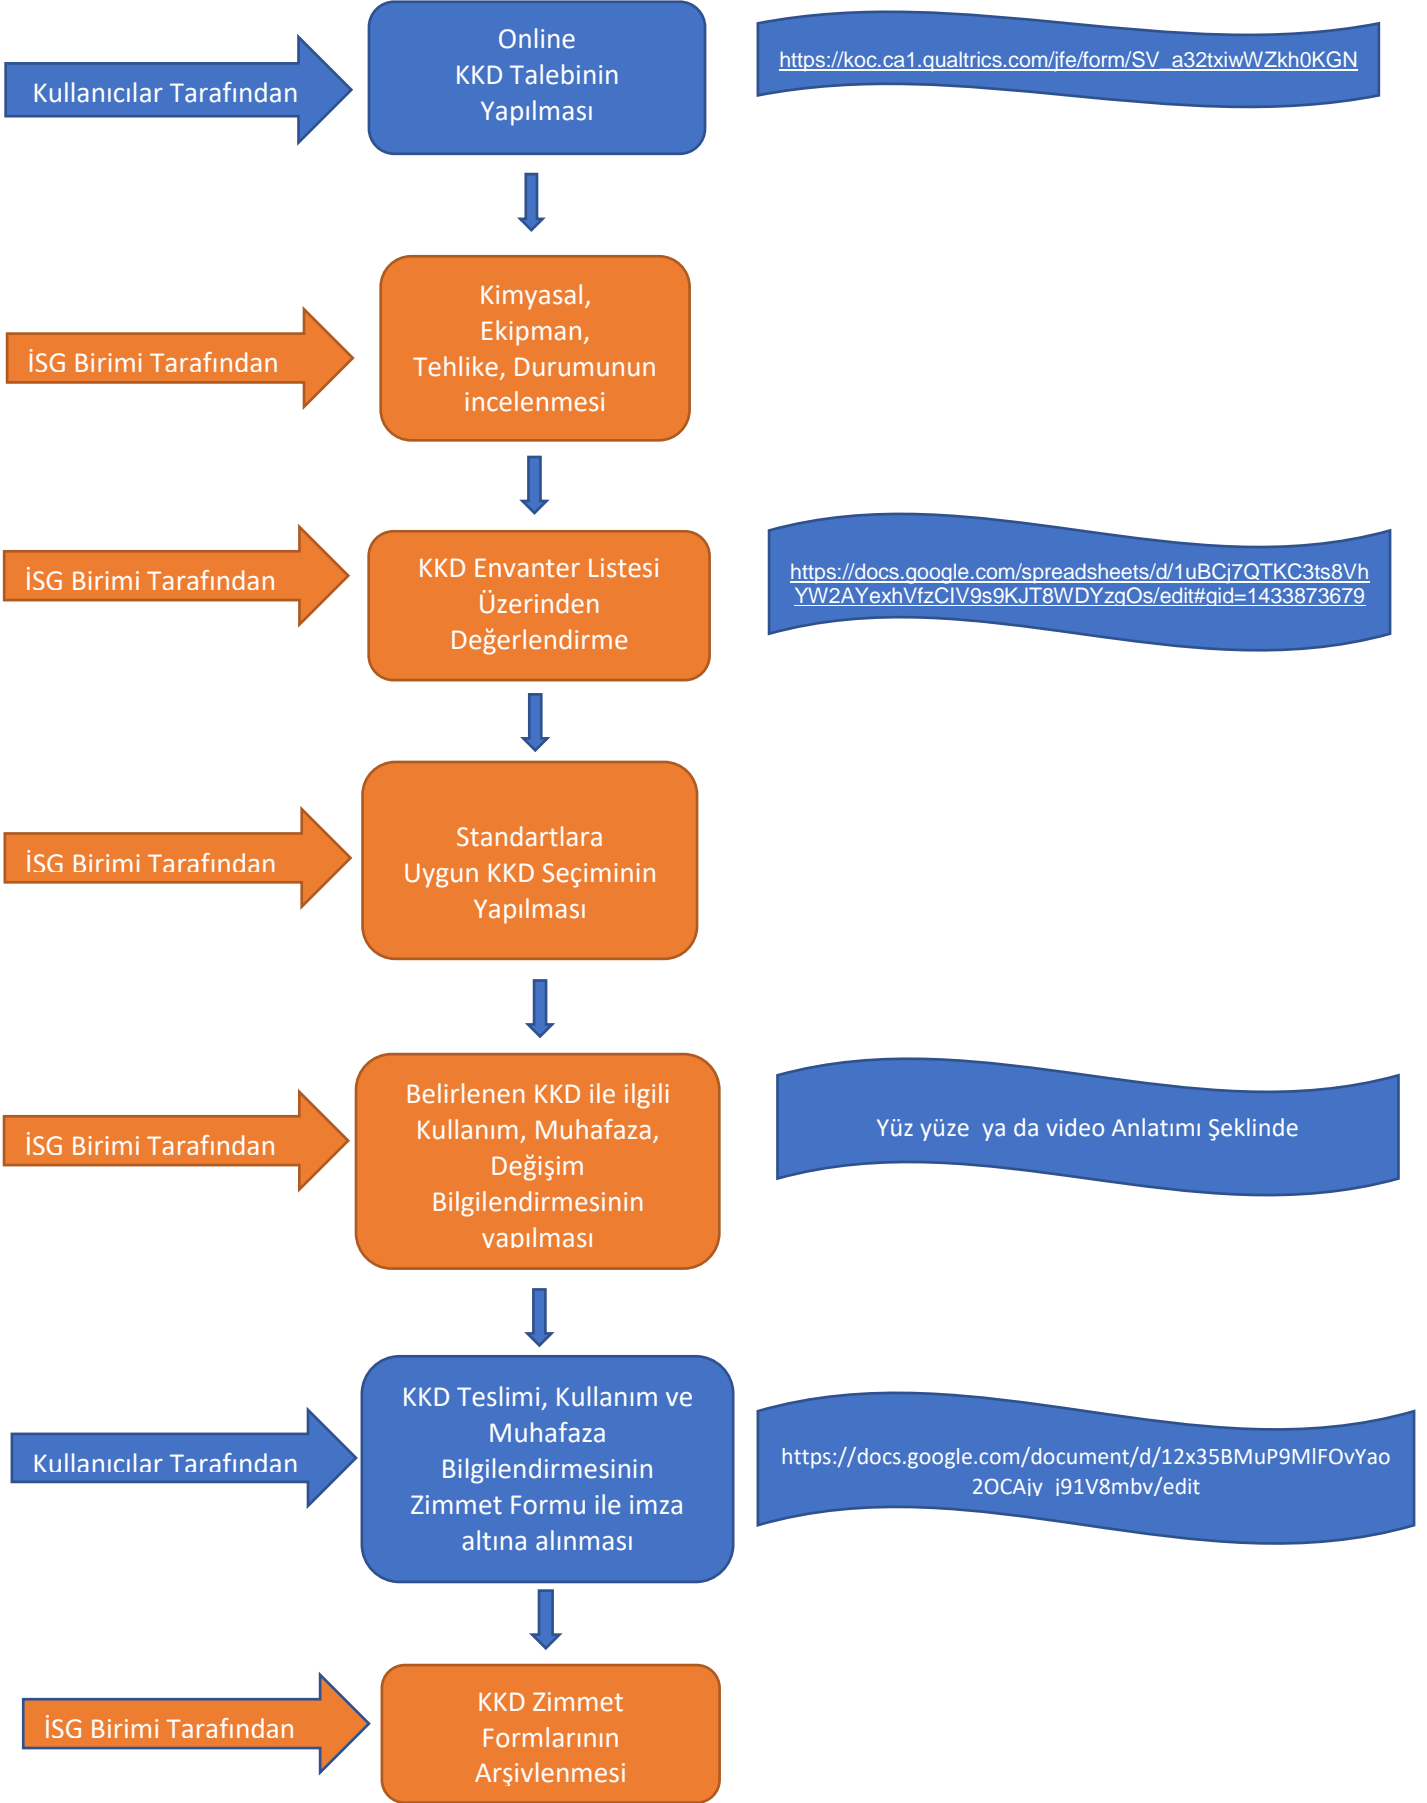 Kullanıcılar Tarafından
Online
KKD Talebinin
Yapılması
https://koc.ca1.qualtrics.com/jfe/form/SV_a32txiwWZkh0KGN
İSG Birimi Tarafından
Kimyasal,
Ekipman,
Tehlike, Durumunun
incelenmesi
İSG Birimi Tarafından
KKD Envanter Listesi
Üzerinden
Değerlendirme
https://docs.google.com/spreadsheets/d/1uBCj7QTKC3ts8Vh
YW2AYexhVfzCIV9s9KJT8WDYzgOs/edit#gid=1433873679
İSG Birimi Tarafından
Standartlara
Uygun KKD Seçiminin
Yapılması
İSG Birimi Tarafından
Belirlenen KKD ile ilgili
Kullanım, Muhafaza,
Değişim
Bilgilendirmesinin
yapılması
Yüz yüze  ya da video Anlatımı Şeklinde
Kullanıcılar Tarafından
KKD Teslimi, Kullanım ve
Muhafaza
Bilgilendirmesinin
Zimmet Formu ile imza
altına alınması
https://docs.google.com/document/d/12x35BMuP9MlFOvYao
2OCAjy_j91V8mbv/edit
İSG Birimi Tarafından
KKD Zimmet
Formlarının
Arşivlenmesi